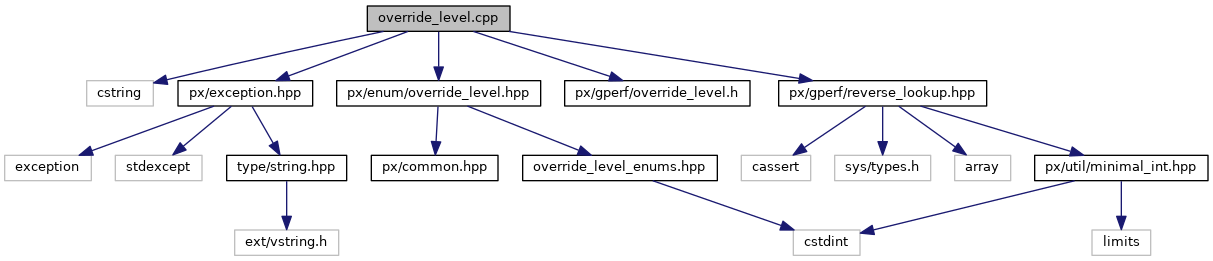 override_level.cpp
cstring
px/exception.hpp
px/enum/override_level.hpp
px/gperf/override_level.h
px/gperf/reverse_lookup.hpp
exception
stdexcept
type/string.hpp
px/common.hpp
override_level_enums.hpp
cassert
sys/types.h
array
px/util/minimal_int.hpp
ext/vstring.h
cstdint
limits